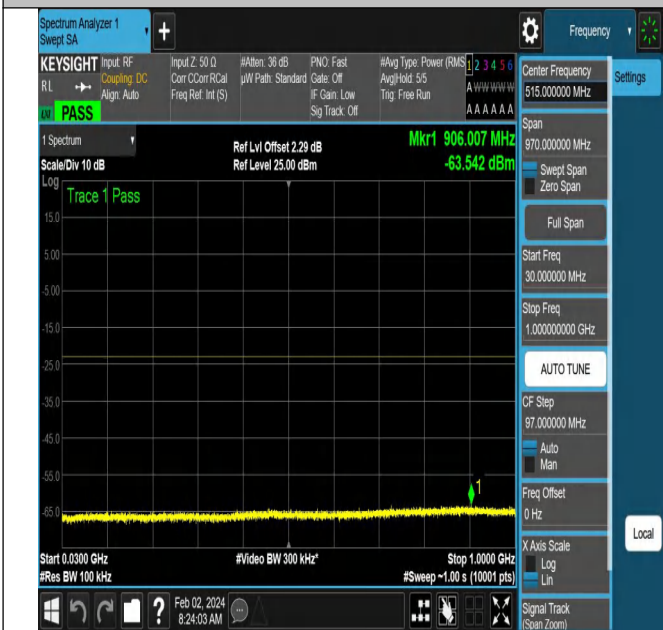 Spectrum Analyzer 1
Swept SA
+
Frequency
KEYSIGHT
RL
LXI
PASS
Input: RF
Coupling: DC
Align: Auto
Input Z: 50 Ω
Corr CCorr RCal
Freq Ref: Int (S)
#Atten: 36 dB
µW Path: Standard
PNO: Fast
Gate: Off
IF Gain: Low
Sig Track: Off
#Avg Type: Power (RMS
Avg|Hold: 5/5
Trig: Free Run
1 2 3 4 5 6
A W W W W W
A A A A A A
1 Spectrum
Scale/Div 10 dB
Ref Lvl Offset 2.29 dB
Ref Level 25.00 dBm
Mkr1 906.007 MHz
-63.542 dBm
Log
Trace 1 Pass
15.0
5.00
-5.00
-15.0
-25.0
-35.0
-45.0
-55.0
-65.0
1
Start 0.0300 GHz
#Res BW 100 kHz
#Video BW 300 kHz*
Stop 1.0000 GHz
#Sweep ~1.00 s (10001 pts)
?
Feb 02, 2024
8:24:03 AM
Center Frequency
515.000000 MHz
Span
970.000000 MHz
Swept Span
Zero Span
Full Span
Start Freq
30.000000 MHz
Stop Freq
1.000000000 GHz
AUTO TUNE
CF Step
97.000000 MHz
Auto
Man
Freq Offset
0 Hz
X Axis Scale
Log
Lin
Signal Track
(Span Zoom)
Settings
Local